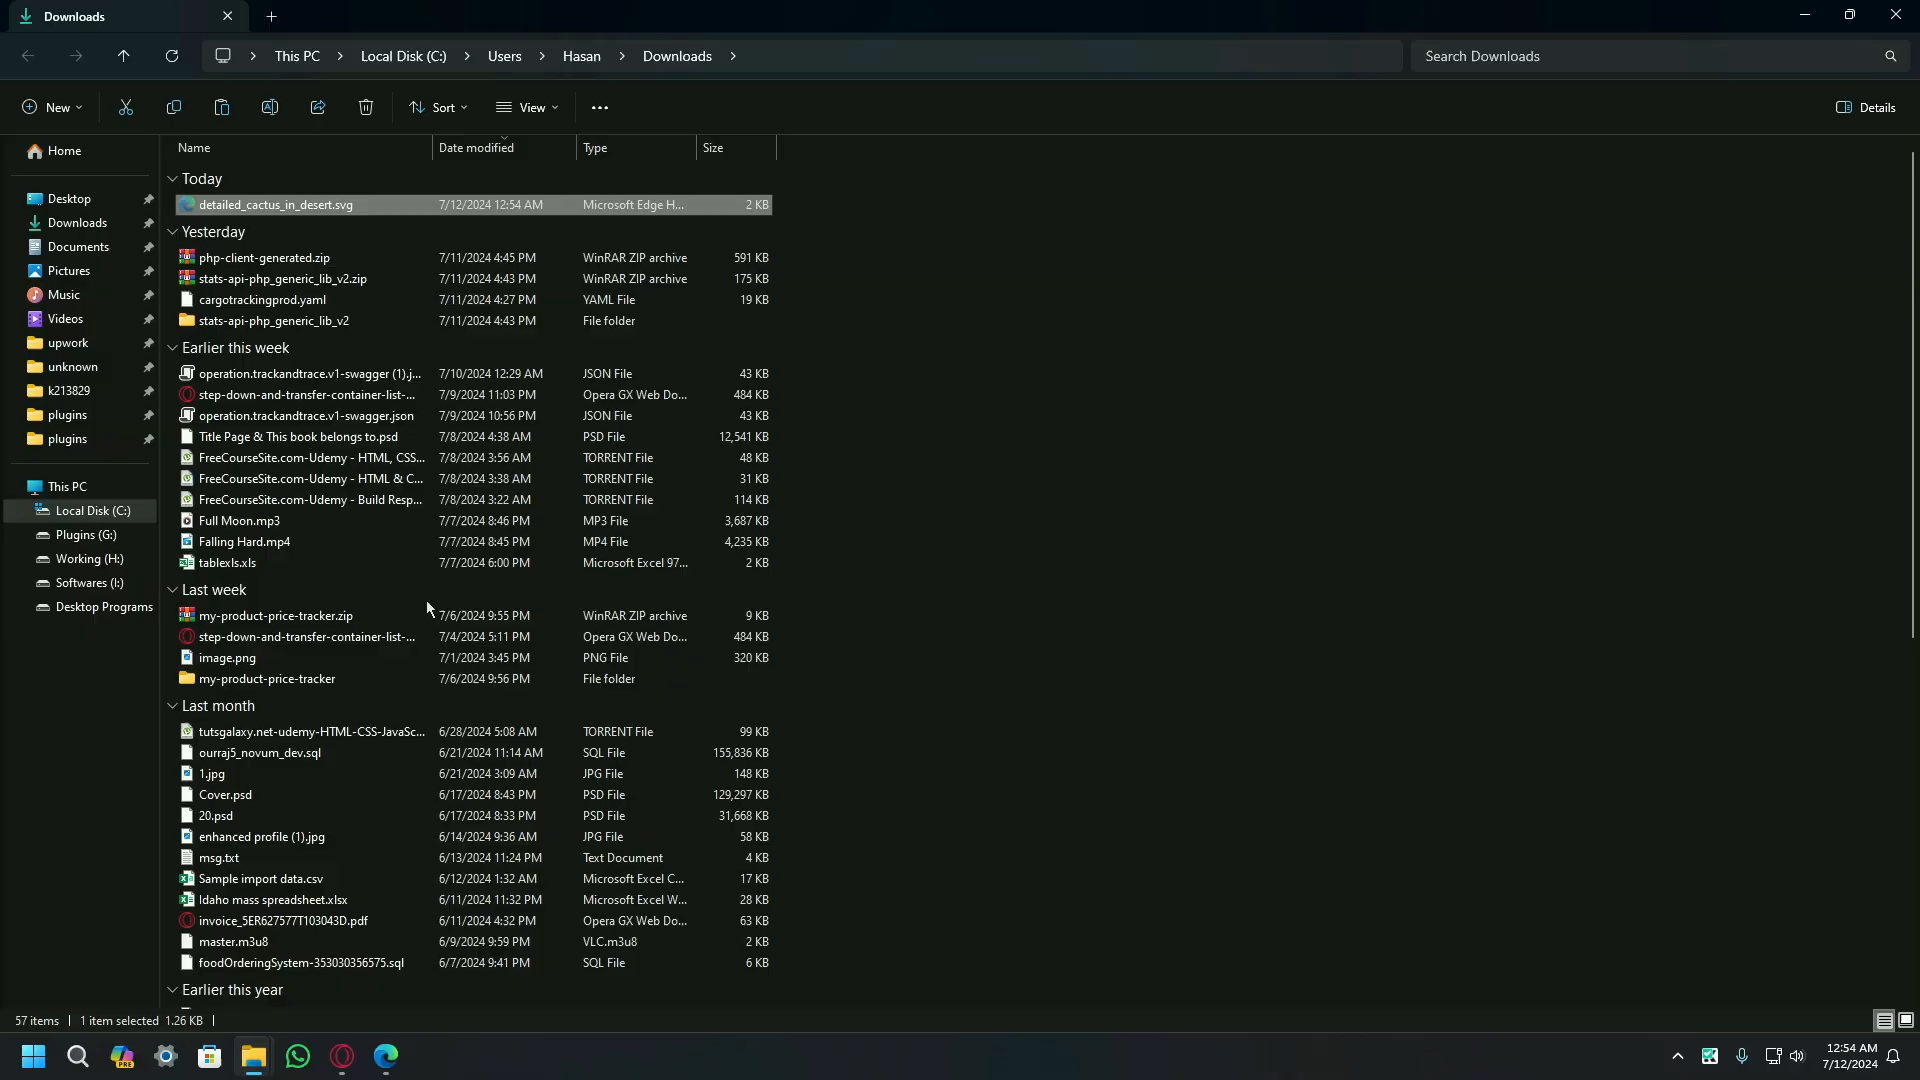 Downloads
This PC > Local Disk (C:) > Users > Hasan > Downloads >
Search Downloads
New
Sort
View
Details
Name Date modified Type Size
Home
Desktop
Downloads
Documents
Pictures
Music
Videos
upwork
unknown
k213829
plugins
plugins
This PC
Local Disk (C:)
Plugins (G:)
Working (H:)
Softwares (I:)
Desktop Programs
Today
detailed_cactus_in_desert.svg 7/12/2024 12:54 AM Microsoft Edge H... 2 KB
Yesterday
php-client-generated.zip 7/11/2024 4:45 PM WinRAR ZIP archive 591 KB
stats-api-php_generic_lib_v2.zip 7/11/2024 4:43 PM WinRAR ZIP archive 175 KB
cargotrackingprod.yaml 7/11/2024 4:27 PM YAML File 19 KB
stats-api-php_generic_lib_v2 7/11/2024 4:43 PM File folder
Earlier this week
operation.trackandtrace.v1-swagger (1).j... 7/10/2024 12:29 AM JSON File 43 KB
step-down-and-transfer-container-list-... 7/9/2024 11:03 PM Opera GX Web Do... 484 KB
operation.trackandtrace.v1-swagger.json 7/9/2024 10:56 PM JSON File 43 KB
Title Page & This book belongs to.psd 7/8/2024 4:38 AM PSD File 12,541 KB
FreeCourseSite.com-Udemy - HTML, CSS... 7/8/2024 3:56 AM TORRENT File 48 KB
FreeCourseSite.com-Udemy - HTML & C... 7/8/2024 3:38 AM TORRENT File 31 KB
FreeCourseSite.com-Udemy - Build Resp... 7/8/2024 3:22 AM TORRENT File 114 KB
Full Moon.mp3 7/7/2024 8:46 PM MP3 File 3,687 KB
Falling Hard.mp4 7/7/2024 8:45 PM MP4 File 4,235 KB
tablexls.xls 7/7/2024 6:00 PM Microsoft Excel 97... 2 KB
Last week
my-product-price-tracker.zip 7/6/2024 9:55 PM WinRAR ZIP archive 9 KB
step-down-and-transfer-container-list-... 7/4/2024 5:11 PM Opera GX Web Do... 484 KB
image.png 7/1/2024 3:45 PM PNG File 320 KB
my-product-price-tracker 7/6/2024 9:56 PM File folder
Last month
tutsgalaxy.net-udemy-HTML-CSS-JavaSc... 6/28/2024 5:08 AM TORRENT File 99 KB
ourraj5_novum_dev.sql 6/21/2024 11:14 AM SQL File 155,836 KB
1.jpg 6/21/2024 3:09 AM JPG File 148 KB
Cover.psd 6/17/2024 8:43 PM PSD File 129,297 KB
20.psd 6/17/2024 8:33 PM PSD File 31,668 KB
enhanced profile (1).jpg 6/14/2024 9:36 AM JPG File 58 KB
msg.txt 6/13/2024 11:24 PM Text Document 4 KB
Sample import data.csv 6/12/2024 1:32 AM Microsoft Excel C... 17 KB
Idaho mass spreadsheet.xlsx 6/11/2024 11:32 PM Microsoft Excel W... 28 KB
invoice_5ER627577T103043D.pdf 6/11/2024 4:32 PM Opera GX Web Do... 63 KB
master.m3u8 6/9/2024 9:59 PM VLC.m3u8 2 KB
foodOrderingSystem-353030356575.sql 6/7/2024 9:41 PM SQL File 6 KB
Earlier this year
57 items | 1 item selected 1.26 KB |
PRE
12:54 AM
7/12/2024